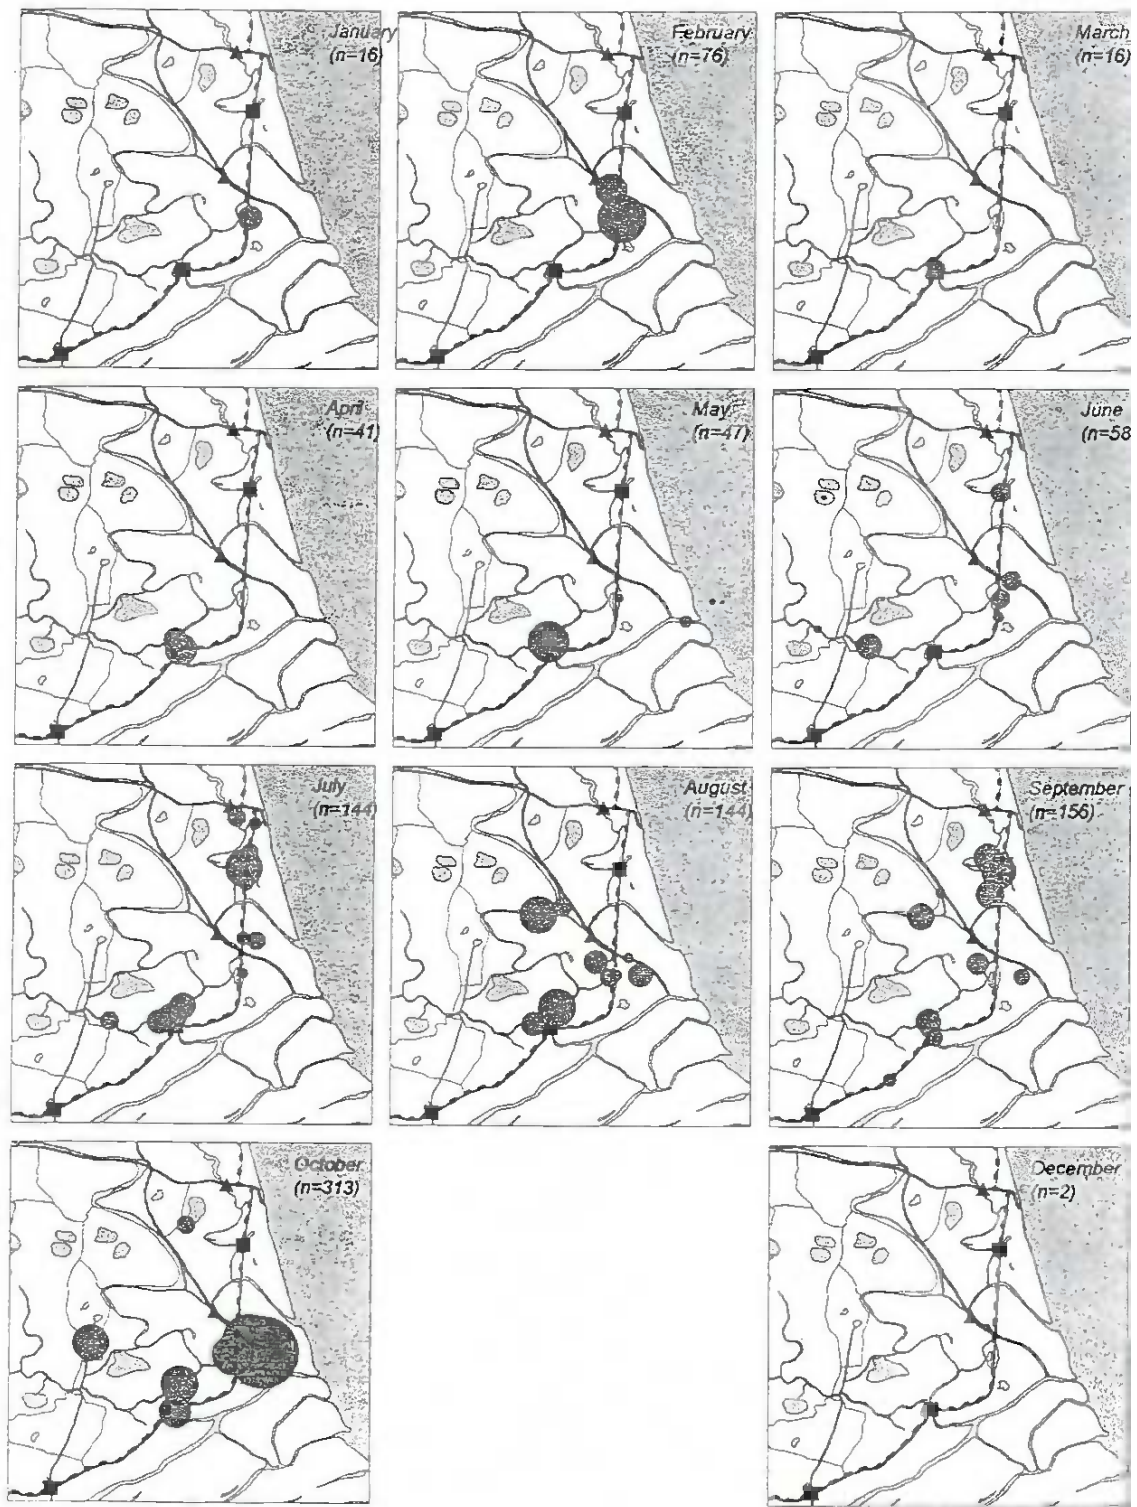 January
(n=16)
February
(n=76)
March
(n=16)
April
(n=41)
May
(n=47)
June
(n=58
July
(n=144)
August
(n=144)
September
(n=156)
October
(n=313)
December
(n=2)